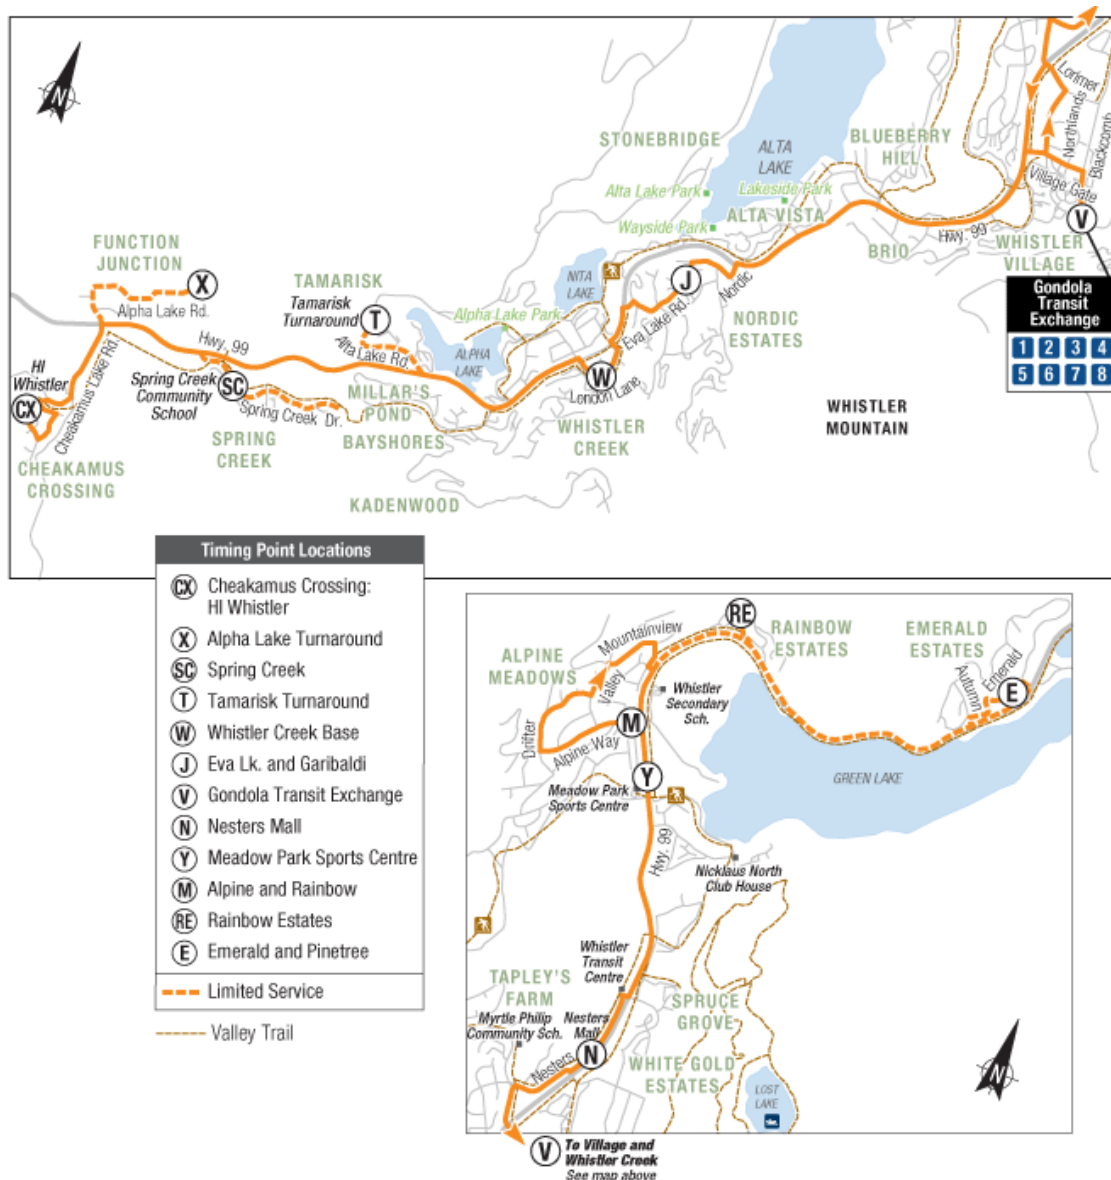 N
STONEBRIDGE
ALTA
LAKE
BLUEBERRY
HILL
Lorimer
Northlands
Blackcomb
Village Gate
Alta Lake Park
Lakeside Park
Wayside Park
ALTA VISTA
BRIO
Hwy. 99
WHISTLER
VILLAGE
V
Gondola
Transit
Exchange
1 2 3 4
5 6 7 8
FUNCTION
JUNCTION
X
Alpha Lake Rd.
TAMARISK
Tamarisk
Turnaround
T
NITA
LAKE
J
Nordic
NORDIC
ESTATES
Alpha Lake Park
ALPHA
LAKE
Eva Lake Rd.
Alta Lake Rd.
Hwy. 99
HI
Whistler
CX
Cheakamus Lake Rd.
Spring Creek
Community
School
SC
Spring Creek Dr.
MILLAR'S
POND
BAYSHORES
W
London Lane
WHISTLER
CREEK
WHISTLER
MOUNTAIN
SPRING
CREEK
CHEAKAMUS
CROSSING
KADENWOOD
Timing Point Locations
CX Cheakamus Crossing:
HI Whistler
X Alpha Lake Turnaround
SC Spring Creek
T Tamarisk Turnaround
W Whistler Creek Base
J Eva Lk. and Garibaldi
V Gondola Transit Exchange
N Nesters Mall
Y Meadow Park Sports Centre
M Alpine and Rainbow
RE Rainbow Estates
E Emerald and Pinetree
Limited Service
Valley Trail
RE
RAINBOW
ESTATES
EMERALD
ESTATES
ALPINE
MEADOWS
Mountainview
Valley
Whistler
Secondary
Sch.
Autumn
Emerald
E
Drifter
M
Alpine Way
Y
Meadow Park
Sports Centre
GREEN LAKE
Hwy. 99
Nicklaus North
Club House
Whistler
Transit
Centre
TAPLEY'S
FARM
SPRUCE
GROVE
Myrtle Philip
Community Sch.
Nesters
Mall
N
Nesters
WHITE GOLD
ESTATES
LOST
LAKE
N
V
To Village and
Whistler Creek
See map above